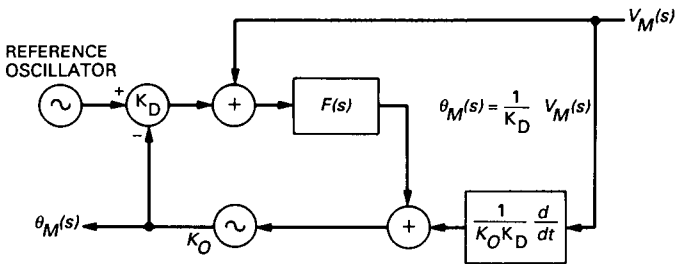 V_M(s)
REFERENCE
OSCILLATOR
+
K_D
+
F(s)
θ_M(s) = 1/K_D V_M(s)
−
θ_M(s)
K_O
+
1/(K_O K_D) d/dt